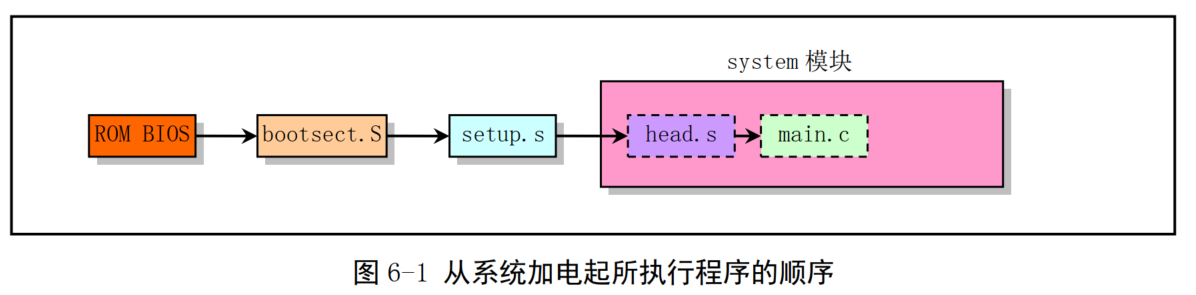 system 模块
ROM BIOS
bootsect.S
setup.s
head.s
main.c
图 6-1 从系统加电起所执行程序的顺序